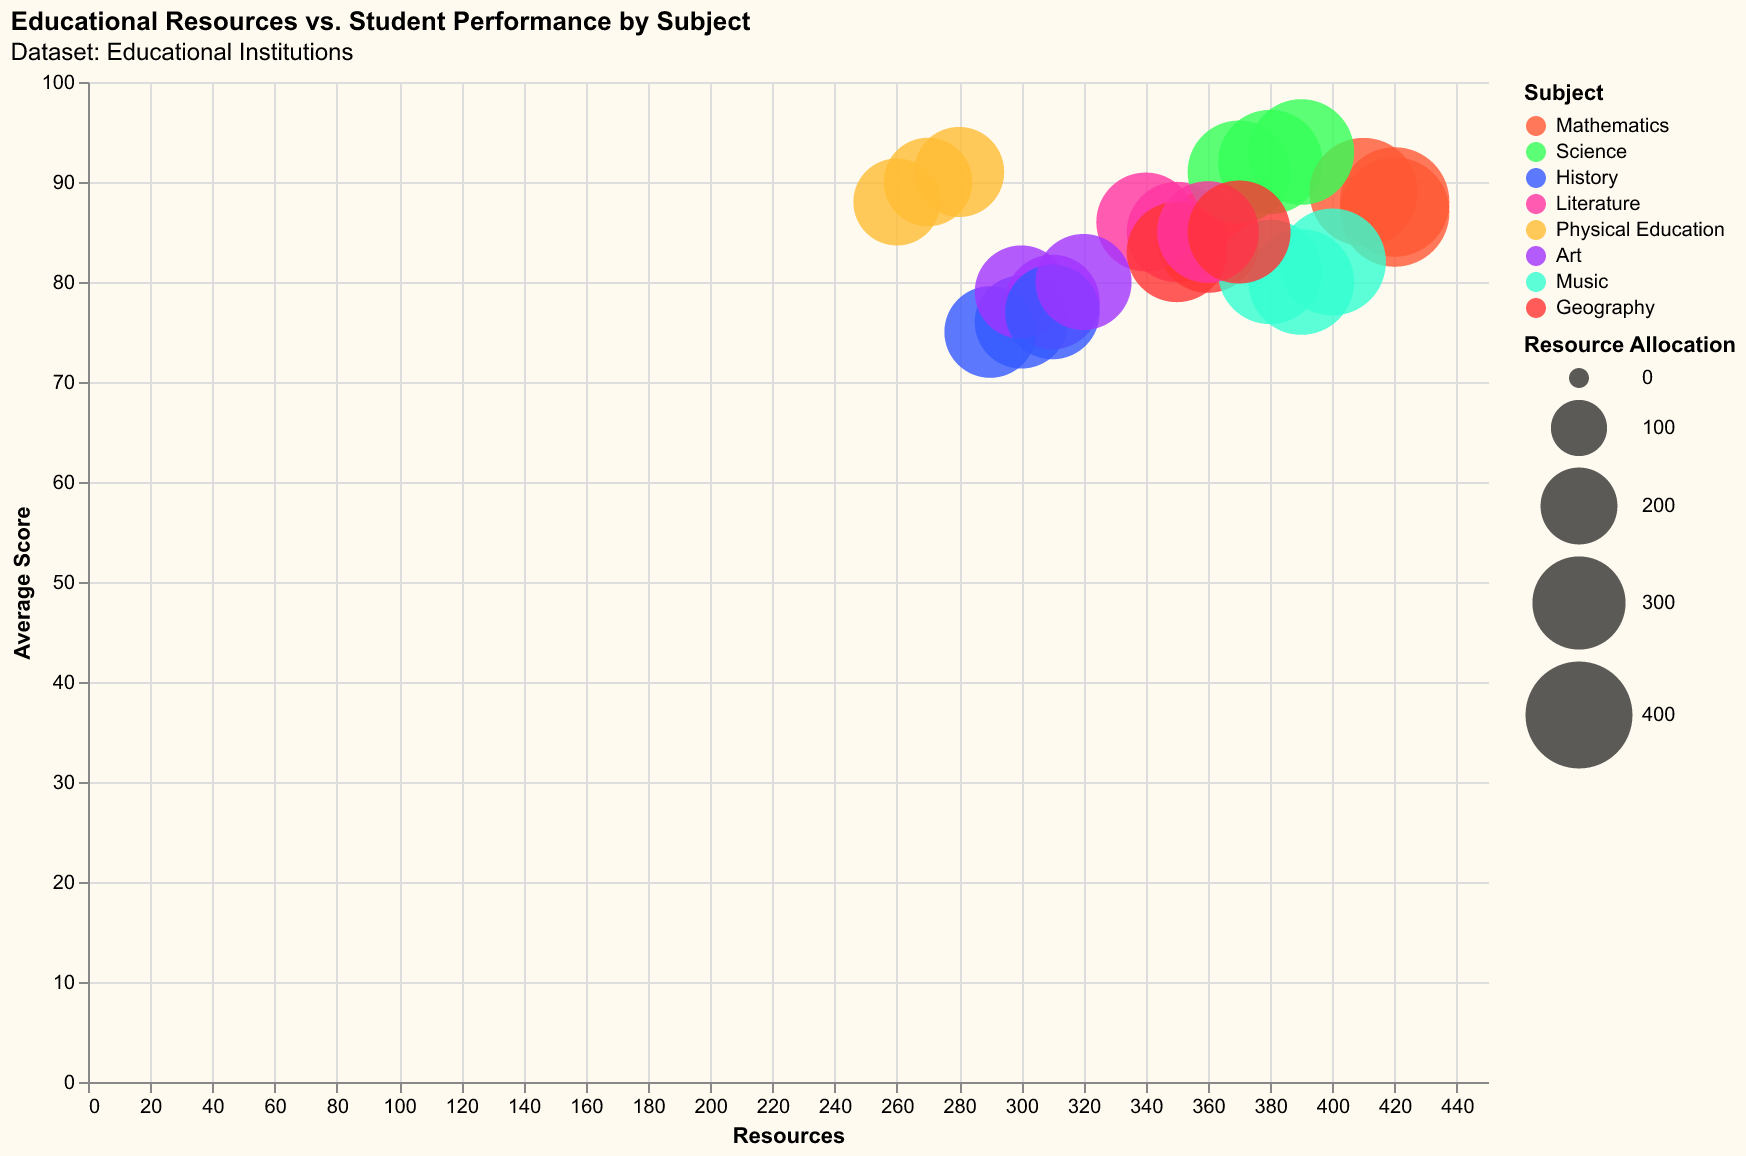 Educational Resources vs. Student Performance by Subject
Dataset: Educational Institutions
100
90
80
70
60
50
40
30
20
10
0
Average Score
0 20 40 60 80 100 120 140 160 180 200 220 240 260 280 300 320 340 360 380 400 420 440
Resources
Subject
Mathematics
Science
History
Literature
Physical Education
Art
Music
Geography
Resource Allocation
0
100
200
300
400